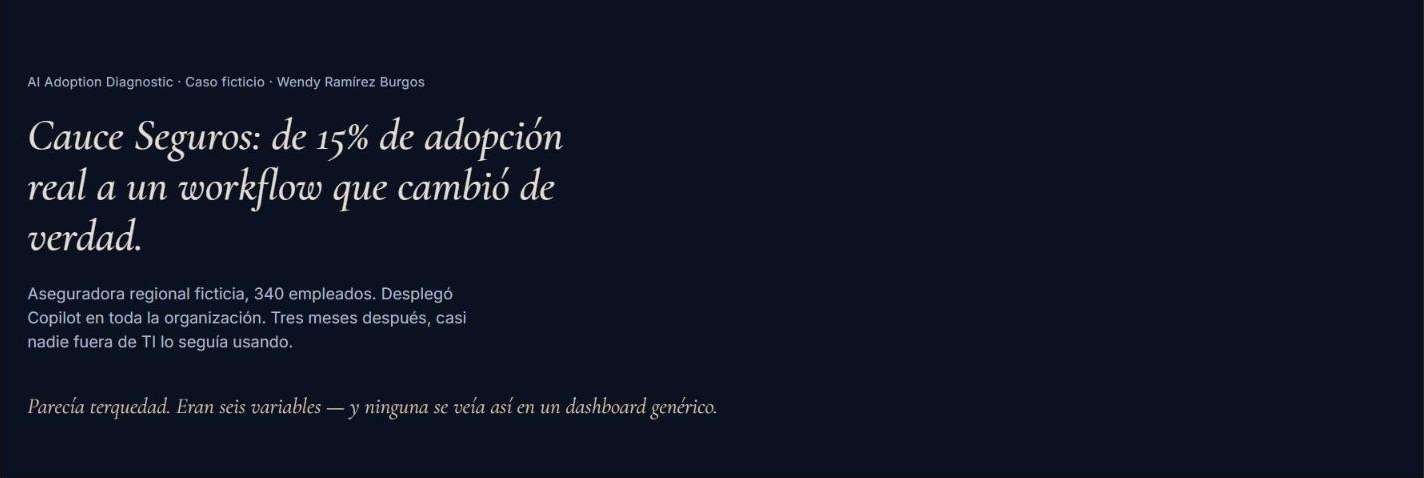 AI Adoption Diagnostic · Caso ficticio · Wendy Ramírez Burgos
Cauce Seguros: de 15% de adopción
real a un workflow que cambió de
verdad.
Aseguradora regional ficticia, 340 empleados. Desplegó
Copilot en toda la organización. Tres meses después, casi
nadie fuera de TI lo seguía usando.
Parecía terquedad. Eran seis variables — y ninguna se veía así en un dashboard genérico.